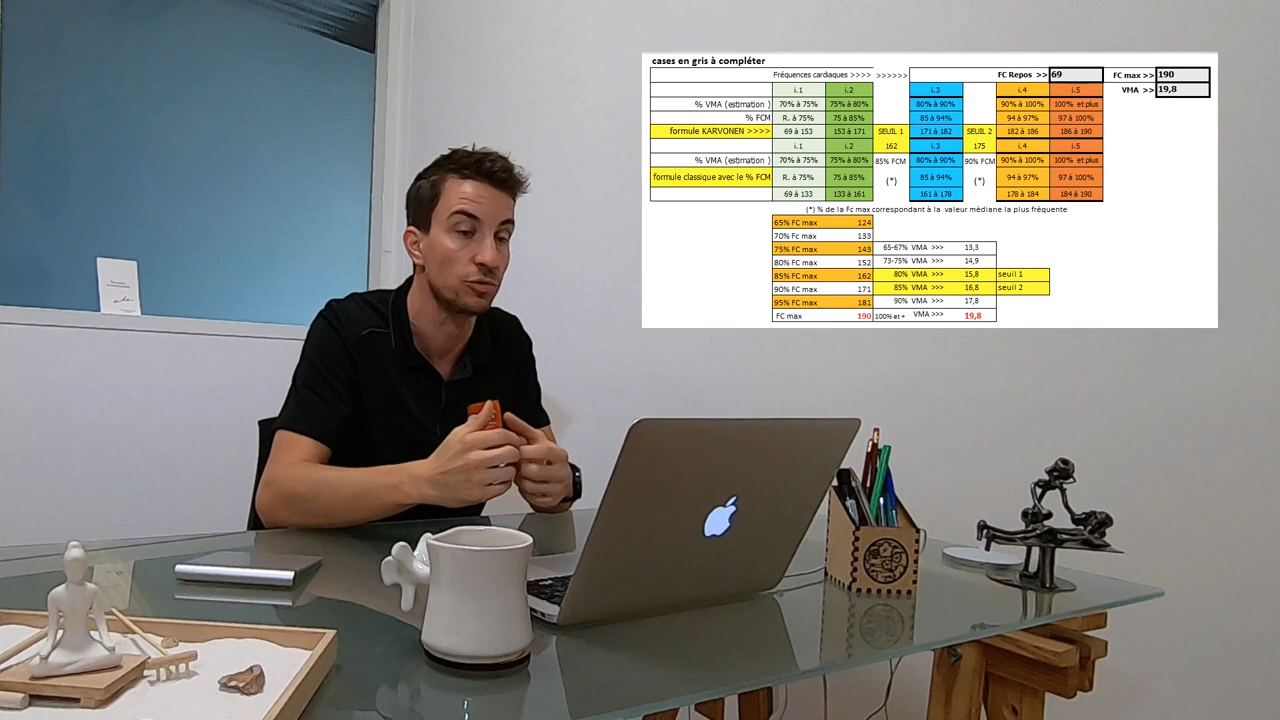 cases en gris à compléter
Fréquences cardiaques >>>> >>>>>> FC Repos >> 69 FC max >> 190
i.1 i.2 i.3 i.4 i.5 VMA >> 19,8
% VMA (estimation ) 70% à 75% 75% à 80% 80% à 90% 90% à 100% 100% et plus
% FCM R. à 75% 75 à 85% 85 à 94% 94 à 97% 97 à 100%
formule KARVONEN >>>> 69 à 153 153 à 171 SEUIL 1 171 à 182 SEUIL 2 182 à 186 186 à 190
i.1 i.2 162 i.3 175 i.4 i.5
% VMA (estimation ) 70% à 75% 75% à 80% 85% FCM 80% à 90% 90% FCM 90% à 100% 100% et plus
formule classique avec le % FCM R. à 75% 75 à 85% (*) 85 à 94% (*) 94 à 97% 97 à 100%
69 à 133 133 à 161 161 à 178 178 à 184 184 à 190
(*) % de la Fc max correspondant à la valeur médiane la plus fréquente
65% FC max 124
70% Fc max 133
75% FC max 143 65-67% VMA >>> 13,3
80% FC max 152 73-75% VMA >>> 14,9
85% FC max 162 80% VMA >>> 15,8 seuil 1
90% FC max 171 85% VMA >>> 16,8 seuil 2
95% FC max 181 90% VMA >>> 17,8
FC max 190 100% et + VMA >>> 19,8